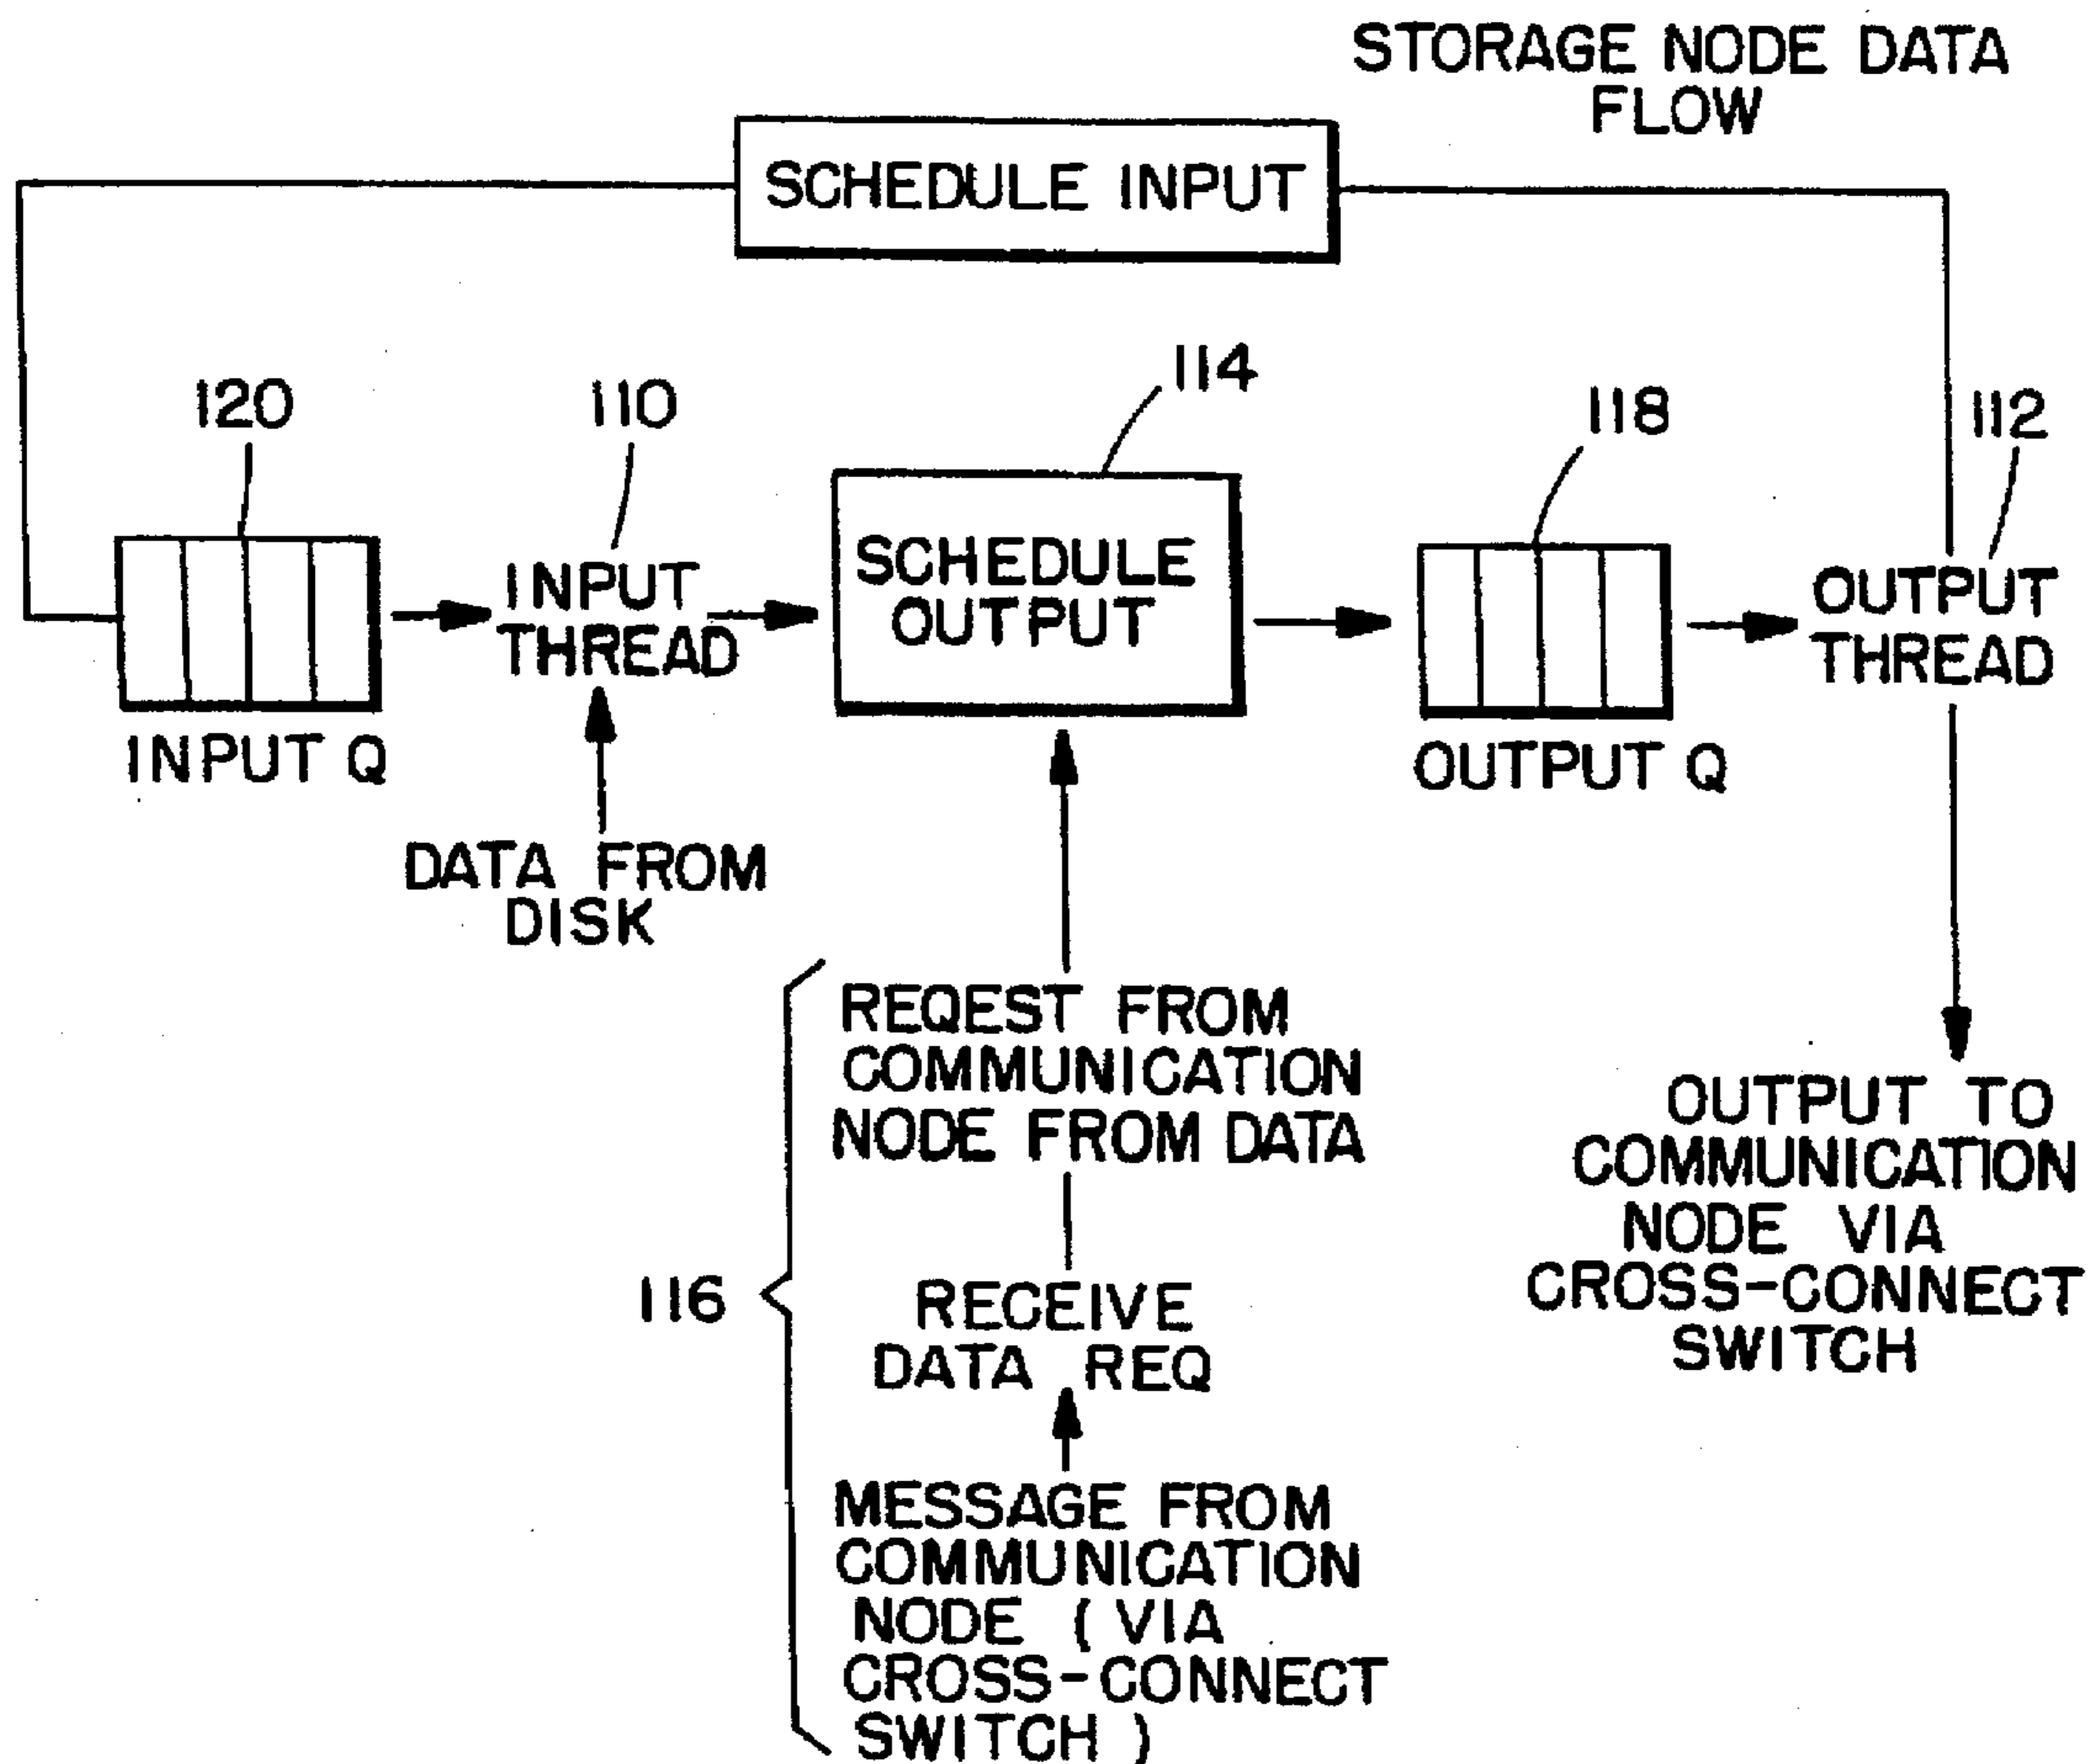 STORAGE NODE DATA
FLOW
SCHEDULE INPUT
120
110
114
118
112
INPUT
THREAD
SCHEDULE
OUTPUT
OUTPUT
THREAD
INPUT Q
OUTPUT Q
DATA FROM
DISK
REQEST FROM
COMMUNICATION
NODE FROM DATA
116
RECEIVE
DATA REQ
MESSAGE FROM
COMMUNICATION
NODE (VIA
CROSS-CONNECT
SWITCH)
OUTPUT TO
COMMUNICATION
NODE VIA
CROSS-CONNECT
SWITCH